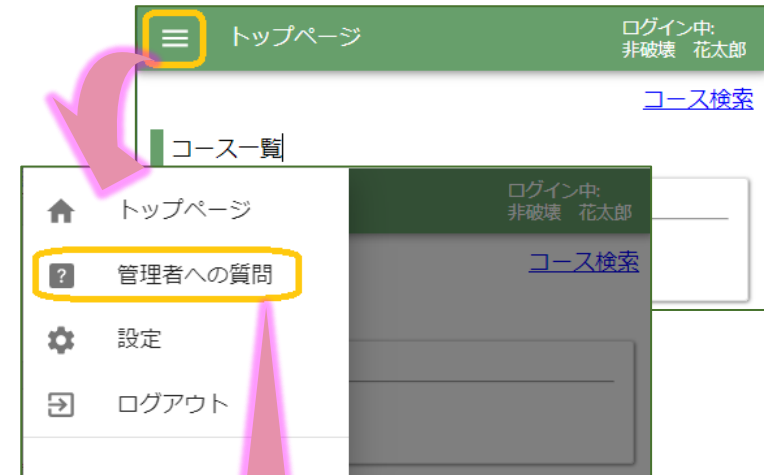 トップページ
ログイン中:
非破壊 花太郎
コース検索
コース一覧
トップページ
ログイン中:
非破壊 花太郎
コース検索
管理者への質問
設定
ログアウト